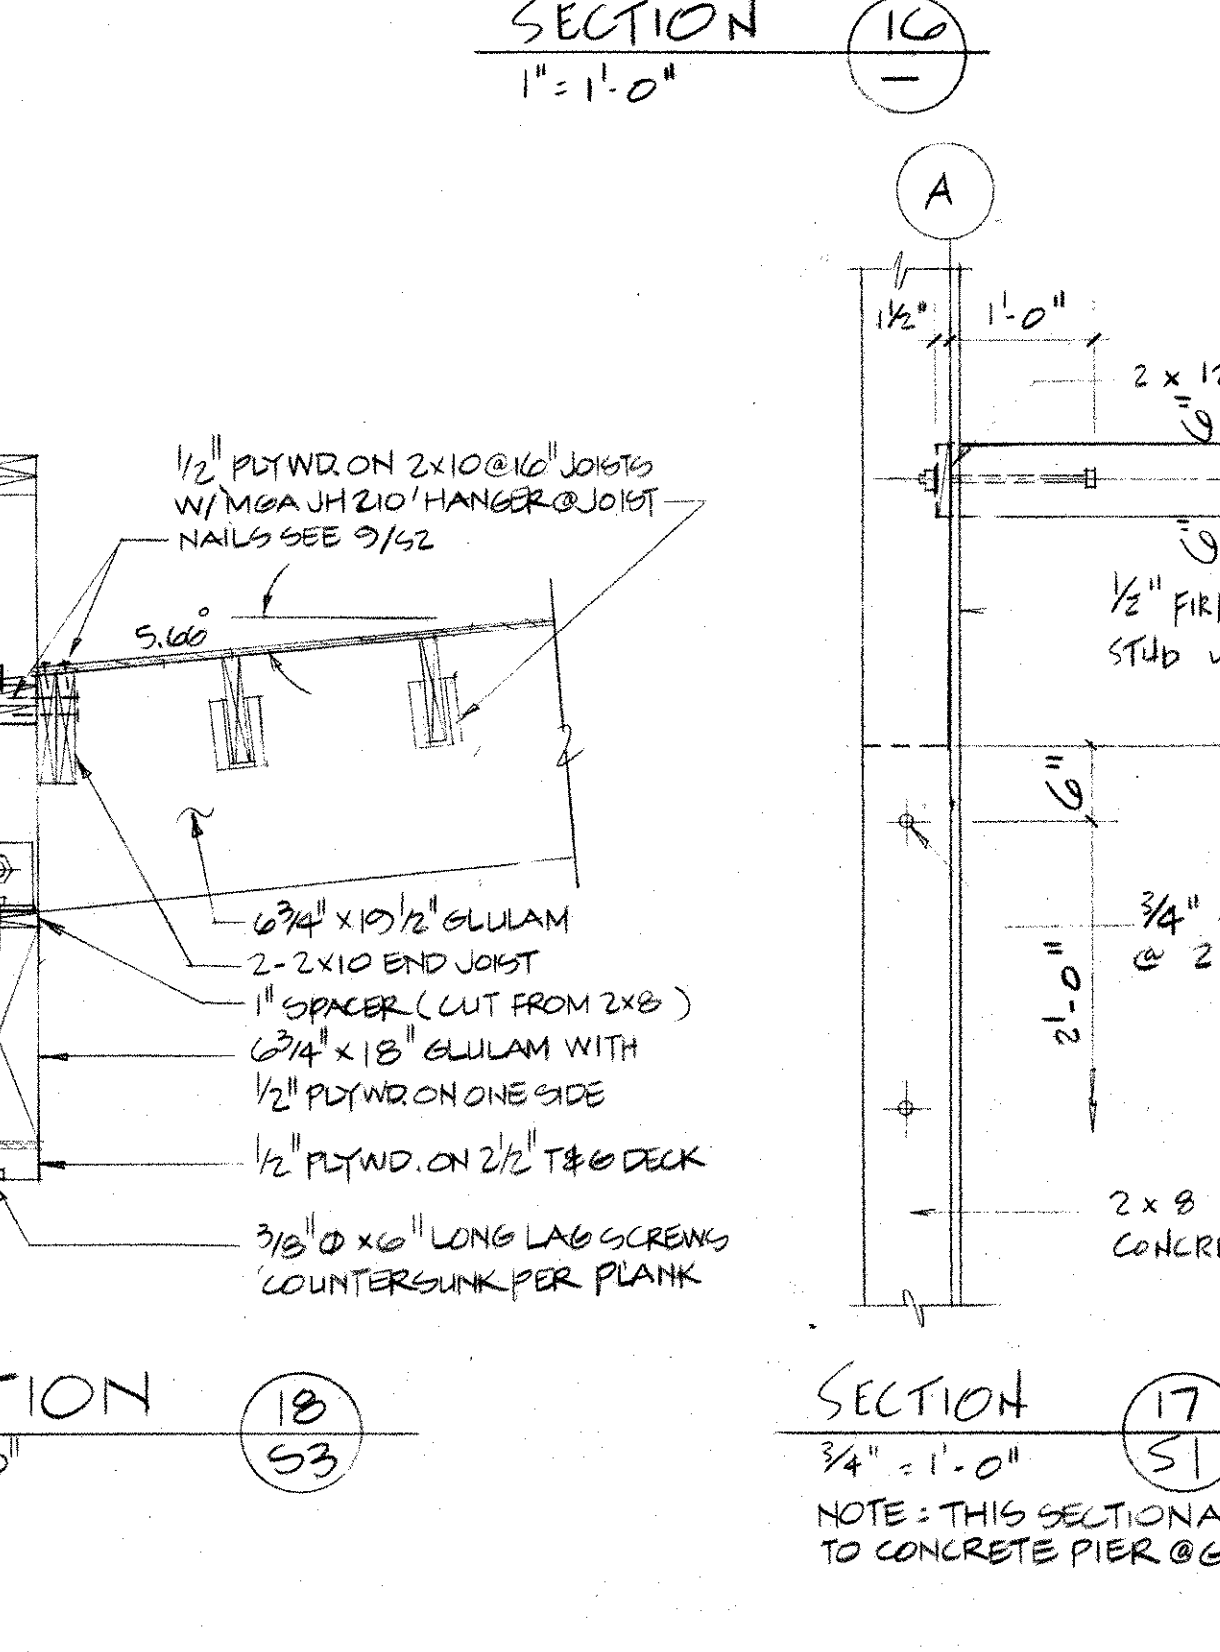 SECTION 16
1" = 1'-0"
A
1½" 1'-0"
2 x 12
6"
½" PLYWD. ON 2x10@16" JOISTS
W/ 'MGA JH210' HANGER@JOIST
NAILS SEE 9/S2
6"
½" FIR
STUD
5.66°
6"
6¾" x 19½" GLULAM
2-2x10 END JOIST
1" SPACER (CUT FROM 2x8)
6¾" x 18" GLULAM WITH
½" PLYWD. ON ONE SIDE
½" PLYWD. ON 2½" T&G DECK
⅜"Φ x 6" LONG LAG SCREWS
COUNTERSUNK PER PLANK
¾"
@ 2
2'-0"
2 x 8
CONCR
TION 18
S3
SECTION 17
¾" = 1'-0" S1
NOTE: THIS SECTION A
TO CONCRETE PIER @ G